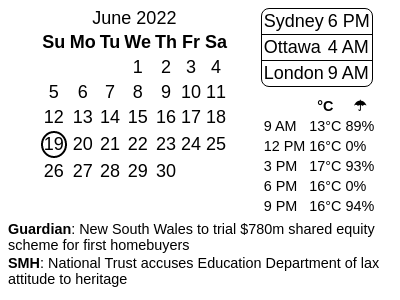 June 2022
Su Mo Tu We Th Fr Sa
1 2 3 4
5 6 7 8 9 10 11
12 13 14 15 16 17 18
19 20 21 22 23 24 25
26 27 28 29 30
Sydney 6 PM
Ottawa 4 AM
London 9 AM
°C ☂
9 AM 13°C 89%
12 PM 16°C 0%
3 PM 17°C 93%
6 PM 16°C 0%
9 PM 16°C 94%
Guardian: New South Wales to trial $780m shared equity
scheme for first homebuyers
SMH: National Trust accuses Education Department of lax
attitude to heritage